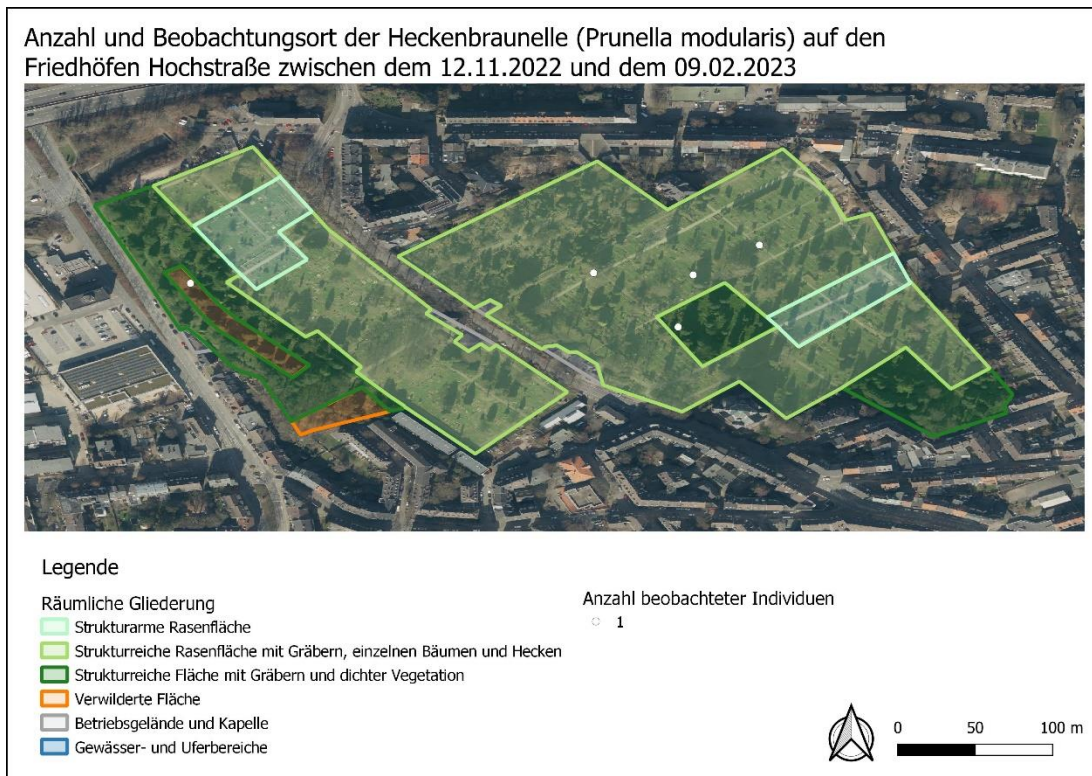 Anzahl und Beobachtungsort der Heckenbraunelle (Prunella modularis) auf den
Friedhöfen Hochstraße zwischen dem 12.11.2022 und dem 09.02.2023
Legende
Räumliche Gliederung
Strukturarme Rasenfläche
Strukturreiche Rasenfläche mit Gräbern, einzelnen Bäumen und Hecken
Strukturreiche Fläche mit Gräbern und dichter Vegetation
Verwilderte Fläche
Betriebsgelände und Kapelle
Gewässer- und Uferbereiche
Anzahl beobachteter Individuen
1
0 50 100 m